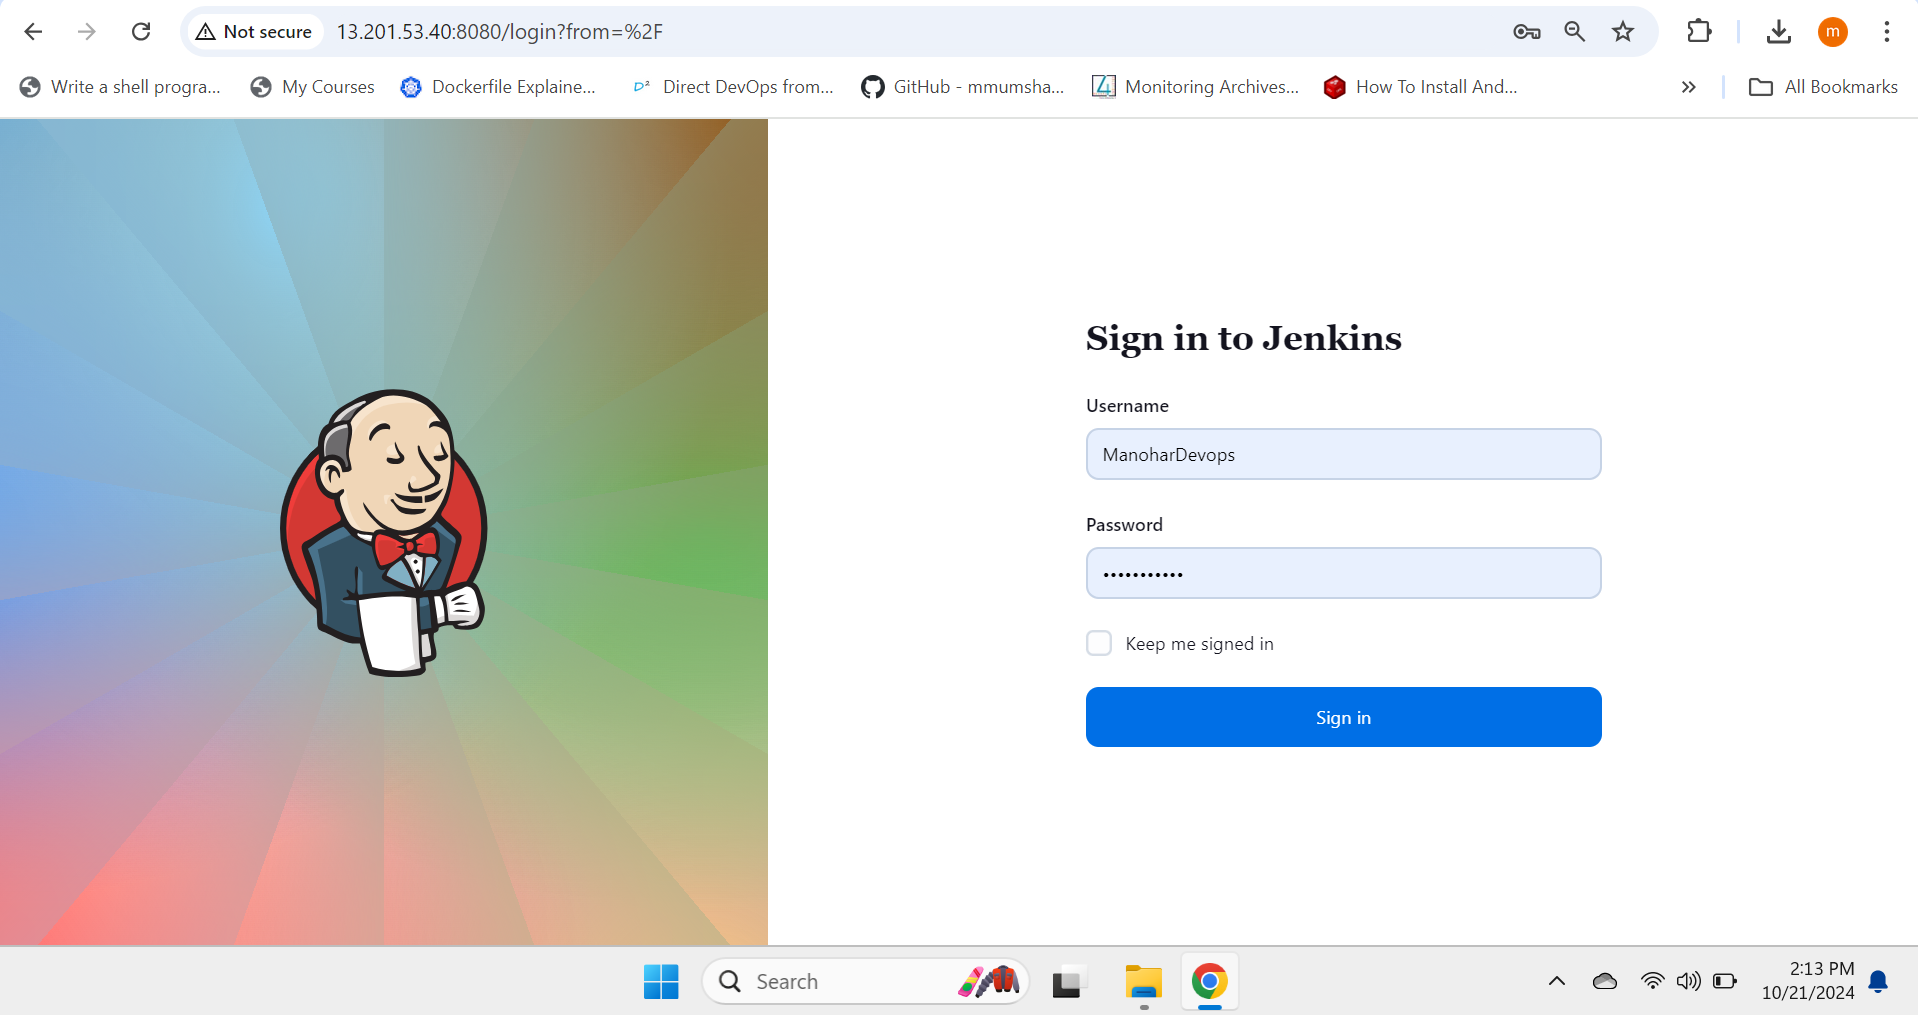 Not secure 13.201.53.40:8080/login?from=%2F m
Write a shell progra... My Courses Dockerfile Explaine... D² Direct DevOps from... GitHub - mmumsha... Monitoring Archives... How To Install And... » All Bookmarks
Sign in to Jenkins
Username
ManoharDevops
Password
•••••••••••
Keep me signed in
Sign in
Search
2:13 PM
10/21/2024